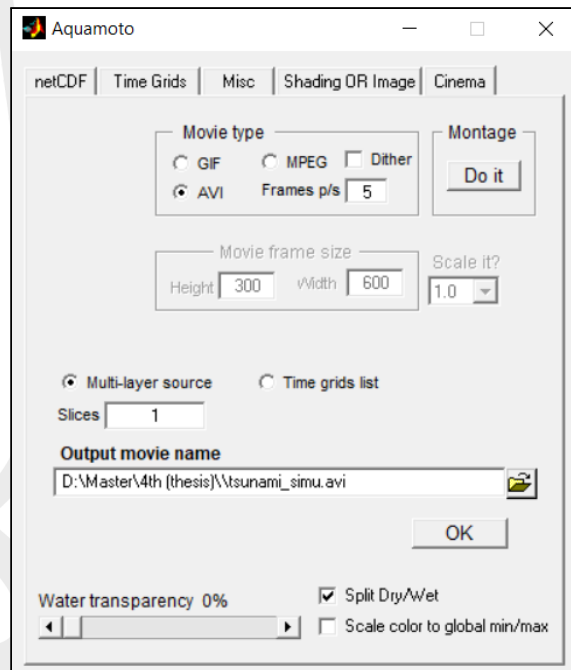 Aquamoto
netCDF Time Grids Misc Shading OR Image Cinema
Movie type
GIF MPEG Dither
AVI Frames p/s 5
Montage
Do it
Movie frame size
Height 300 Width 600
Scale it?
1.0
Multi-layer source Time grids list
Slices 1
Output movie name
D:\Master\4th (thesis)\\tsunami_simu.avi
OK
Water transparency 0%
Split Dry/Wet
Scale color to global min/max